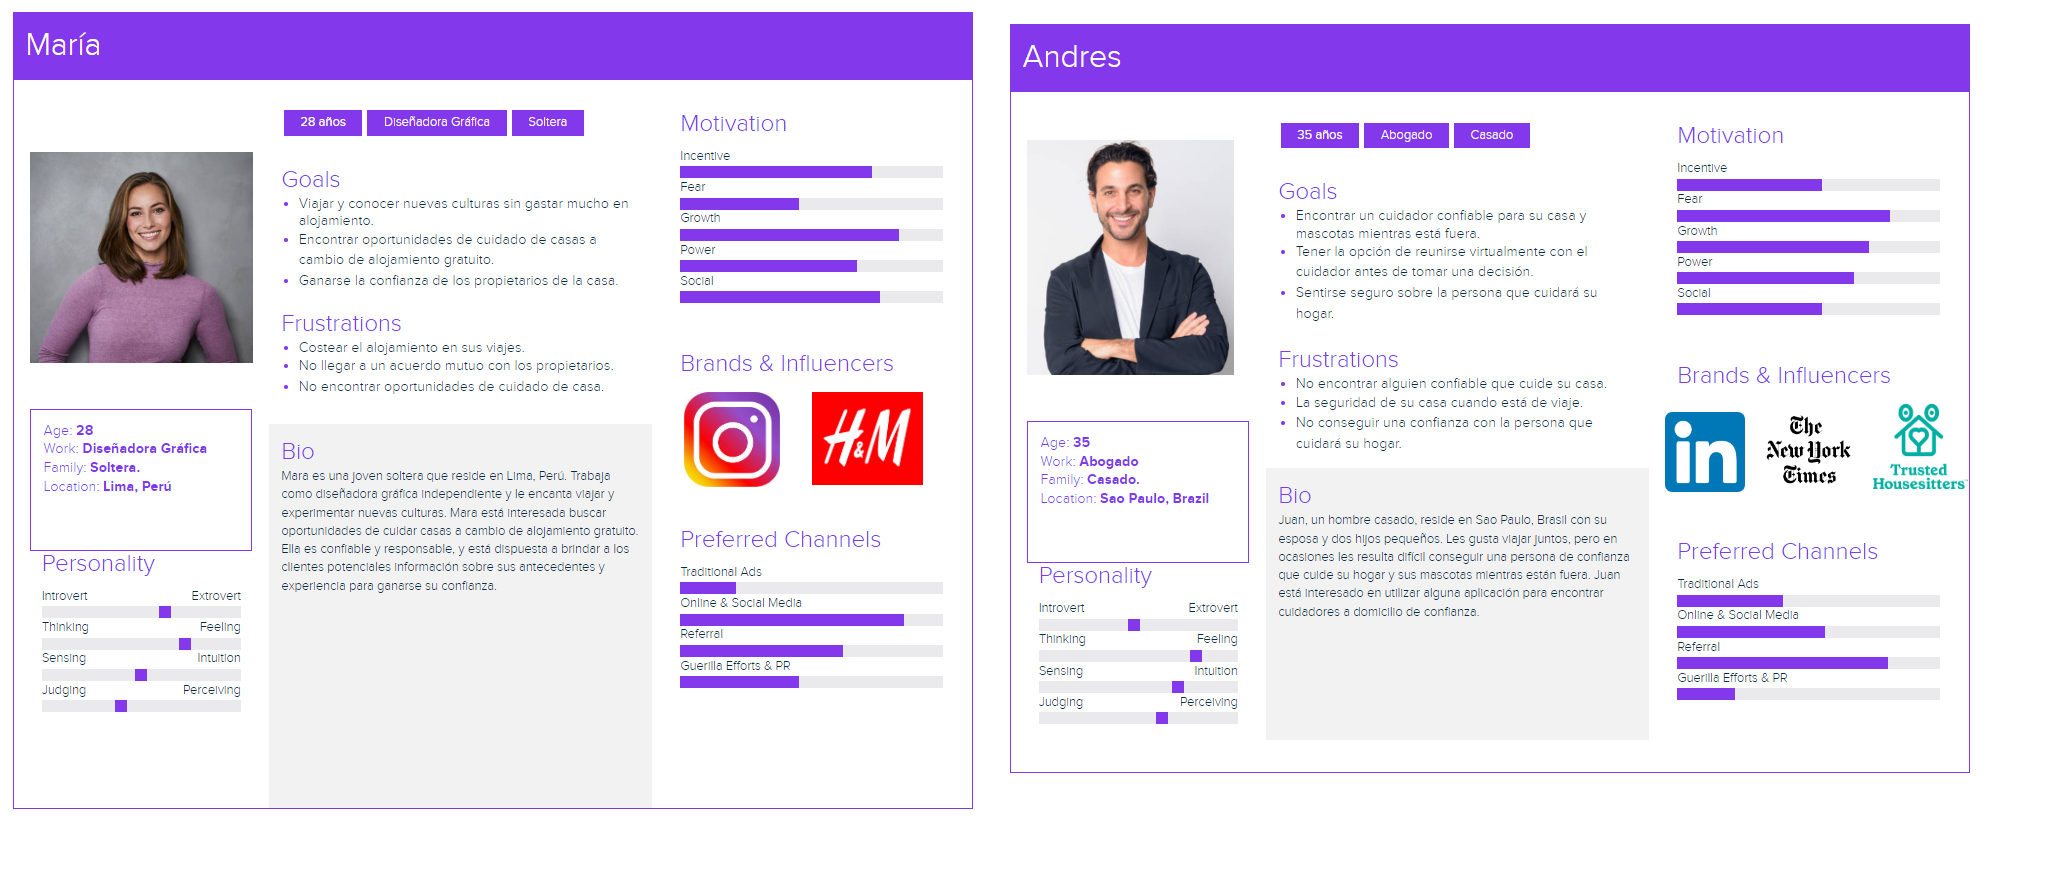 María
28 años
Diseñadora Gráfica
Soltera
Goals
Viajar y conocer nuevas culturas sin gastar mucho en
alojamiento.
Encontrar oportunidades de cuidado de casas a
cambio de alojamiento gratuito.
Ganarse la confianza de los propietarios de la casa.
Frustrations
Costear el alojamiento en sus viajes.
No llegar a un acuerdo mutuo con los propietarios.
No encontrar oportunidades de cuidado de casa.
Age: 28
Work: Diseñadora Gráfica
Family: Soltera.
Location: Lima, Perú
Personality
Introvert Extrovert
Thinking Feeling
Sensing Intuition
Judging Perceiving
Bio
Mara es una joven soltera que reside en Lima, Perú. Trabaja
como diseñadora gráfica independiente y le encanta viajar y
experimentar nuevas culturas. Mara está interesada buscar
oportunidades de cuidar casas a cambio de alojamiento gratuito.
Ella es confiable y responsable, y está dispuesta a brindar a los
clientes potenciales información sobre sus antecedentes y
experiencia para ganarse su confianza.
Motivation
Incentive
Fear
Growth
Power
Social
Brands & Influencers
H&M
Preferred Channels
Traditional Ads
Online & Social Media
Referral
Guerilla Efforts & PR
Andres
35 años
Abogado
Casado
Goals
Encontrar un cuidador confiable para su casa y
mascotas mientras está fuera.
Tener la opción de reunirse virtualmente con el
cuidador antes de tomar una decisión.
Sentirse seguro sobre la persona que cuidará su
hogar.
Frustrations
No encontrar alguien confiable que cuide su casa.
La seguridad de su casa cuando está de viaje.
No conseguir una confianza con la persona que
cuidará su hogar.
Age: 35
Work: Abogado
Family: Casado.
Location: Sao Paulo, Brazil
Personality
Introvert Extrovert
Thinking Feeling
Sensing Intuition
Judging Perceiving
Bio
Juan, un hombre casado, reside en Sao Paulo, Brasil con su
esposa y dos hijos pequeños. Les gusta viajar juntos, pero en
ocasiones les resulta difícil conseguir una persona de confianza
que cuide su hogar y sus mascotas mientras están fuera. Juan
está interesado en utilizar alguna aplicación para encontrar
cuidadores a domicilio de confianza.
Motivation
Incentive
Fear
Growth
Power
Social
Brands & Influencers
in
The
New York
Times
Trusted
Housesitters
Preferred Channels
Traditional Ads
Online & Social Media
Referral
Guerilla Efforts & PR